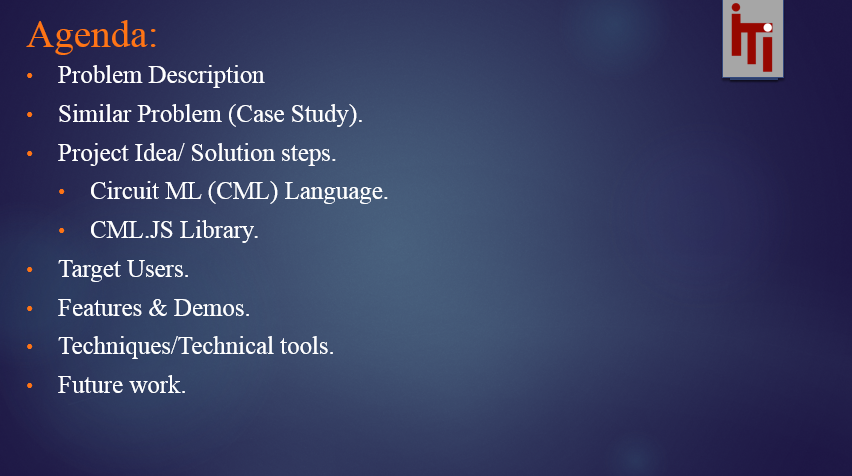 Agenda:
iTi
• Problem Description
• Similar Problem (Case Study).
• Project Idea/ Solution steps.
• Circuit ML (CML) Language.
• CML.JS Library.
• Target Users.
• Features & Demos.
• Techniques/Technical tools.
• Future work.